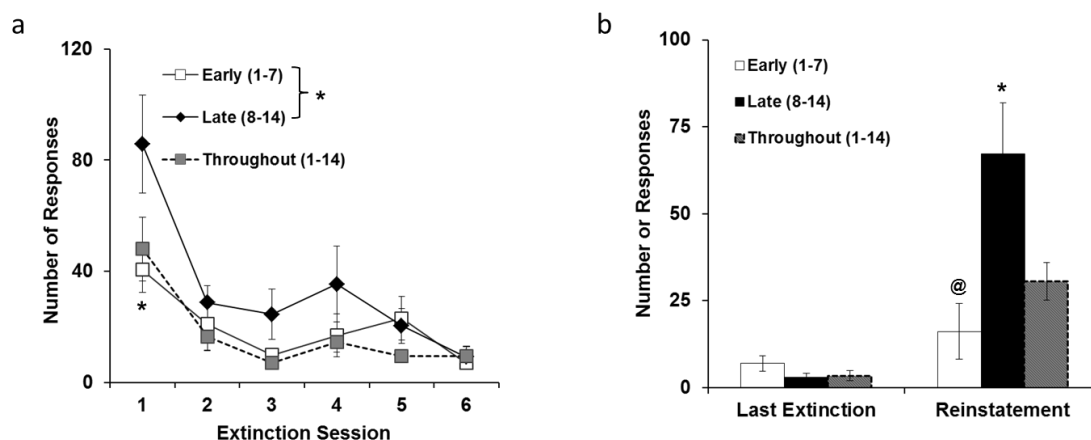 a
120
80
40
0
Number of Responses
Early (1-7)
*
Late (8-14)
Throughout (1-14)
*
1 2 3 4 5 6
Extinction Session
b
100
75
50
25
0
Number or Responses
Early (1-7)
Late (8-14)
Throughout (1-14)
*
@
Last Extinction Reinstatement